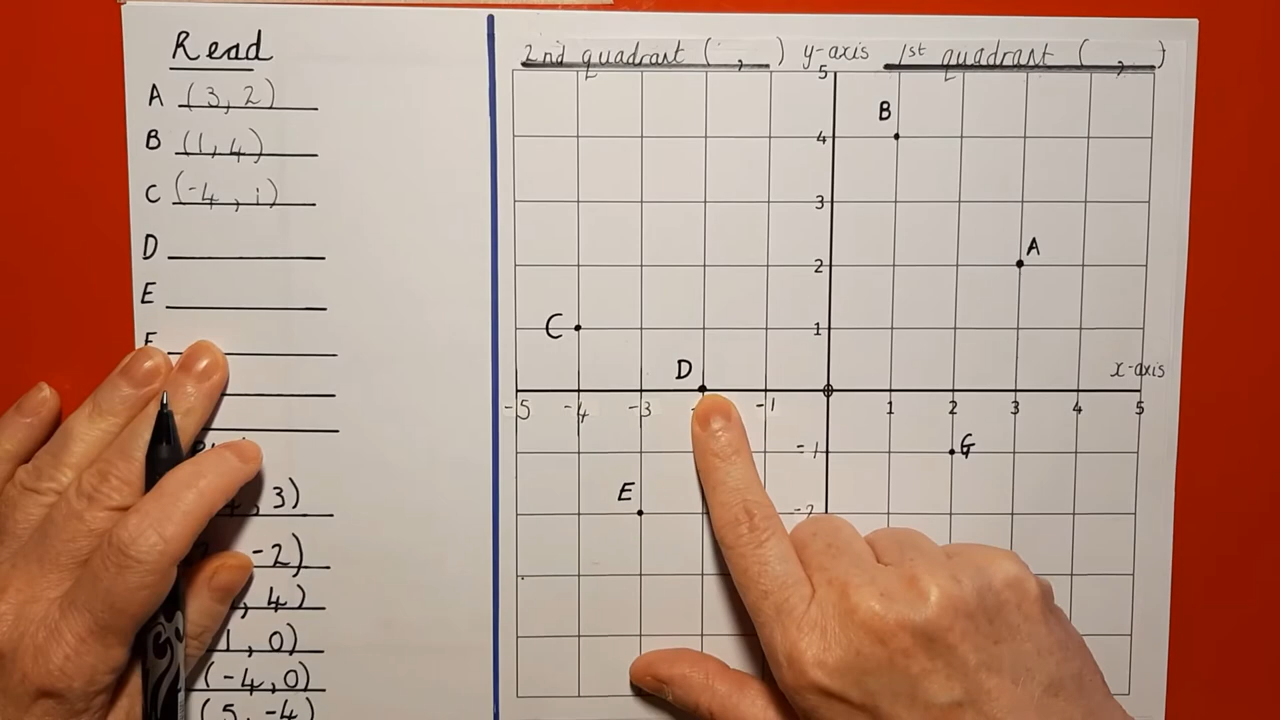 Read
A (3, 2)
B (1, 4)
C (-4, 1)
D
E
F
3)
-2)
, 4)
1, 0)
(-4, 0)
(5, -4)
2nd quadrant ( , ) y-axis 1st quadrant ( , )
5
B
4
3
A
2
C
1
D
x-axis
-5 -4 -3 -1 0 1 2 3 4 5
-1 G
E
-2